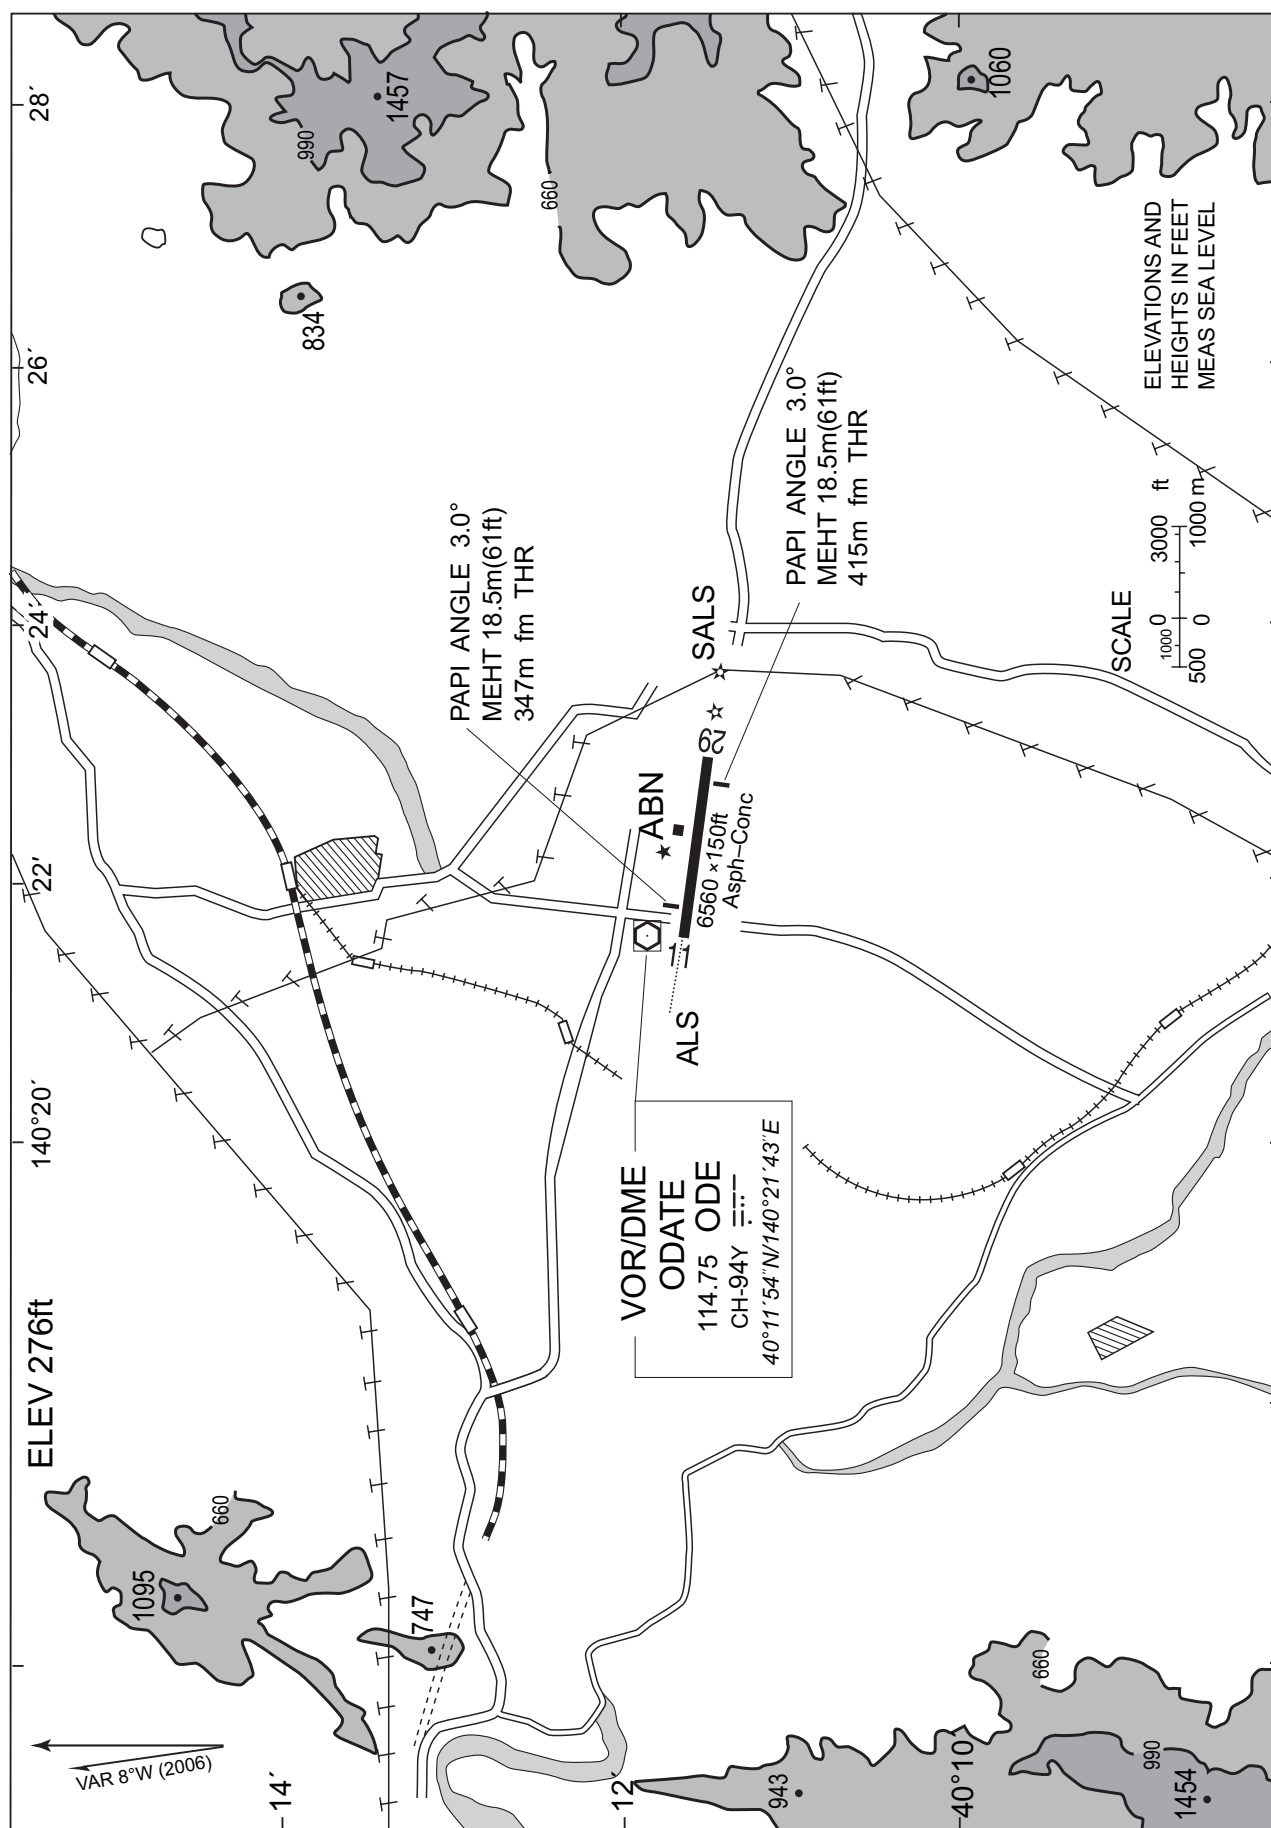 ELEV 276ft
VAR 8°W (2006)
140°20´
22´
24´
26´
28´
14´
12´
40°10´
1095
660
747
834
990
1457
660
1060
943
660
990
1454
PAPI ANGLE 3.0°
MEHT 18.5m(61ft)
347m fm THR
PAPI ANGLE 3.0°
MEHT 18.5m(61ft)
415m fm THR
ABN
SALS
ALS
11
29
6560×150ft
Asph-Conc
VOR/DME
ODATE
114.75 ODE
CH-94Y
40°11´54˝N/140°21´43˝E
SCALE
1000 0 3000 ft
500 0 1000 m
ELEVATIONS AND
HEIGHTS IN FEET
MEAS SEA LEVEL